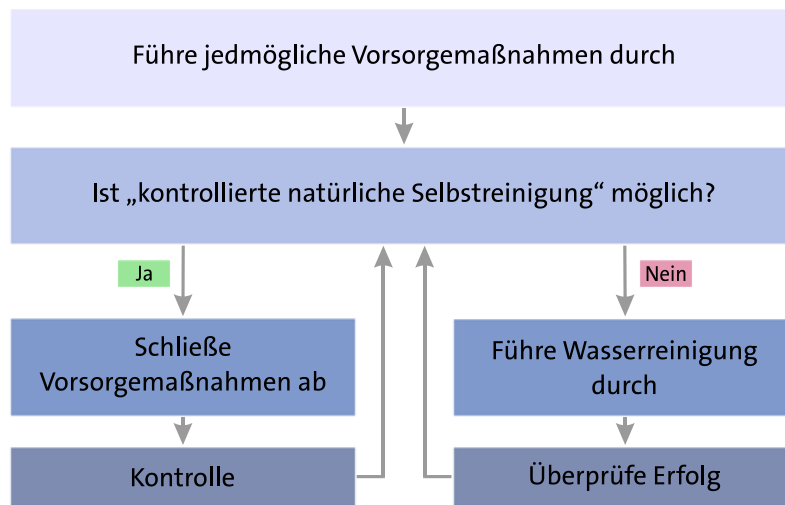 Führe jedmögliche Vorsorgemaßnahmen durch
Ist „kontrollierte natürliche Selbstreinigung“ möglich?
Ja
Nein
Schließe
Vorsorgemaßnahmen ab
Führe Wasserreinigung
durch
Kontrolle
Überprüfe Erfolg